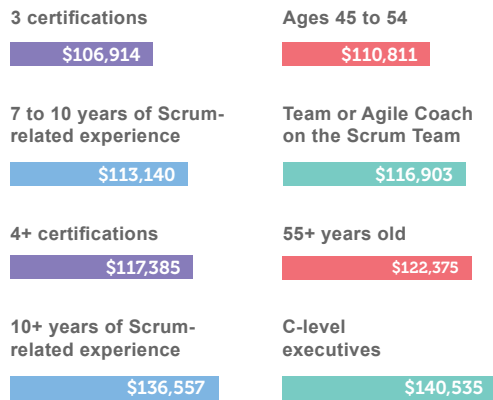 3 certifications
Ages 45 to 54
$106,914
$110,811
7 to 10 years of Scrum-
related experience
Team or Agile Coach
on the Scrum Team
$113,140
$116,903
4+ certifications
55+ years old
$117,385
$122,375
10+ years of Scrum-
related experience
C-level
executives
$136,557
$140,535